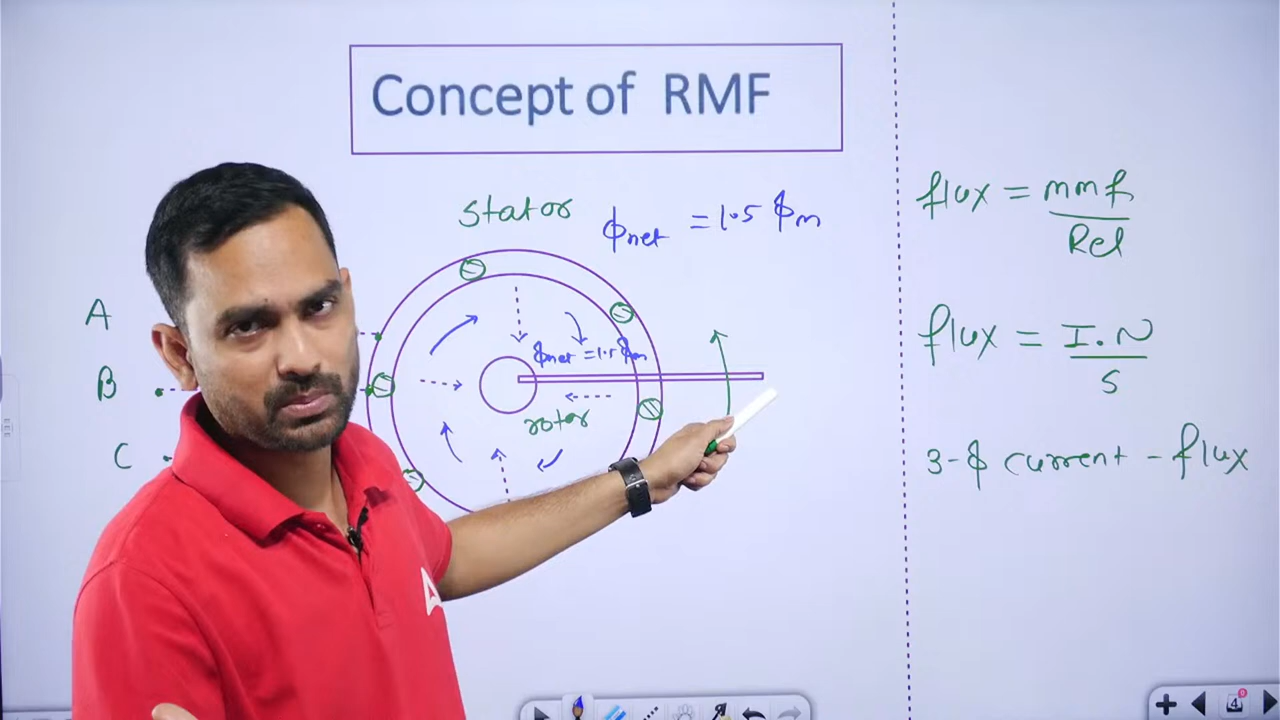 Concept of RMF
stator
ϕnet = 1.5 ϕm
A
B
C
ϕnet = 1.5 ϕm
rotor
flux = mmf
Rel
flux = I.N
S
3-ϕ current - flux
4